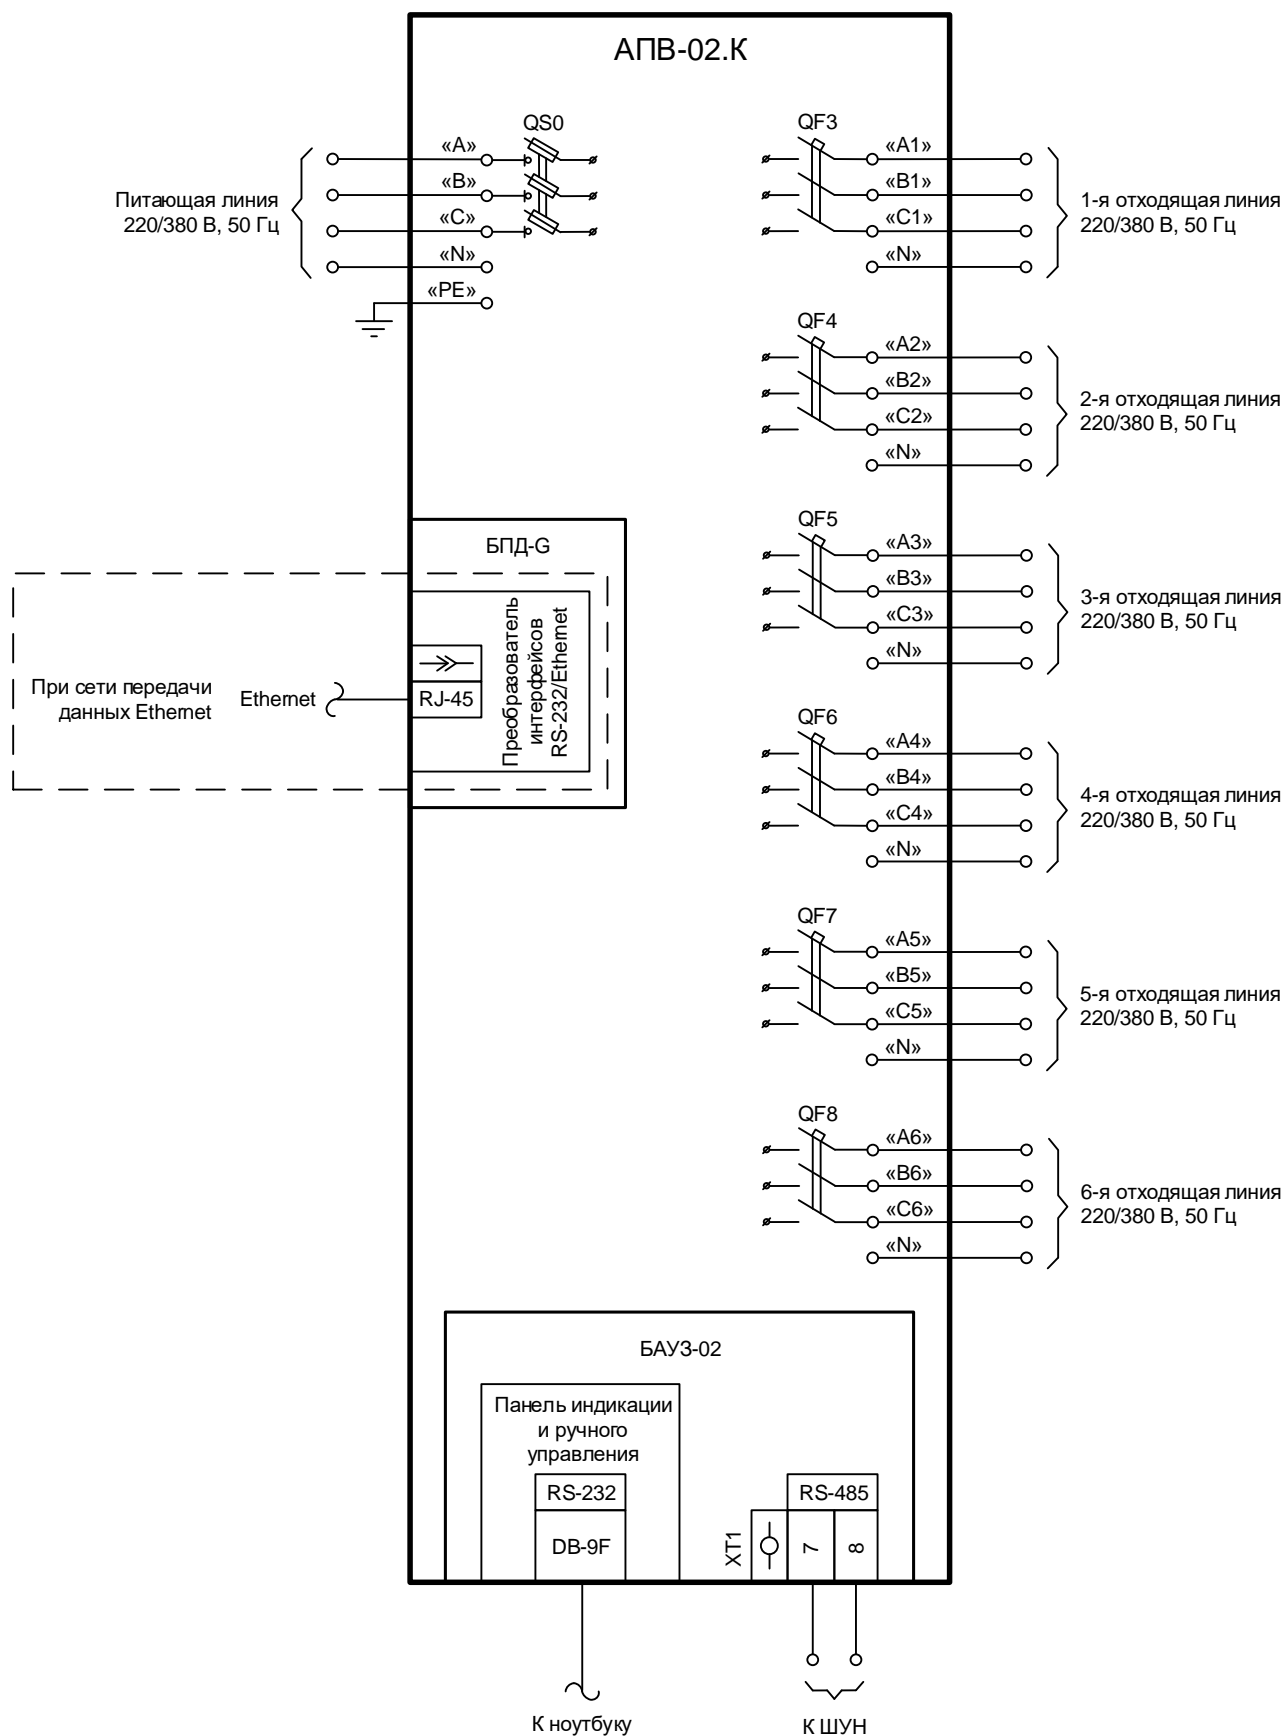 АПВ-02.К
QS0
«A»
«B»
«C»
«N»
«PE»
Питающая линия
220/380 В, 50 Гц
QF3
«A1»
«B1»
«C1»
«N»
1-я отходящая линия
220/380 В, 50 Гц
QF4
«A2»
«B2»
«C2»
«N»
2-я отходящая линия
220/380 В, 50 Гц
QF5
«A3»
«B3»
«C3»
«N»
3-я отходящая линия
220/380 В, 50 Гц
БПД-G
Преобразователь
интерфейсов
RS-232/Ethernet
RJ-45
Ethernet
При сети передачи
данных Ethernet
QF6
«A4»
«B4»
«C4»
«N»
4-я отходящая линия
220/380 В, 50 Гц
QF7
«A5»
«B5»
«C5»
«N»
5-я отходящая линия
220/380 В, 50 Гц
QF8
«A6»
«B6»
«C6»
«N»
6-я отходящая линия
220/380 В, 50 Гц
БАУЗ-02
Панель индикации
и ручного
управления
RS-232
DB-9F
RS-485
XT1
7
8
К ноутбуку
К ШУН